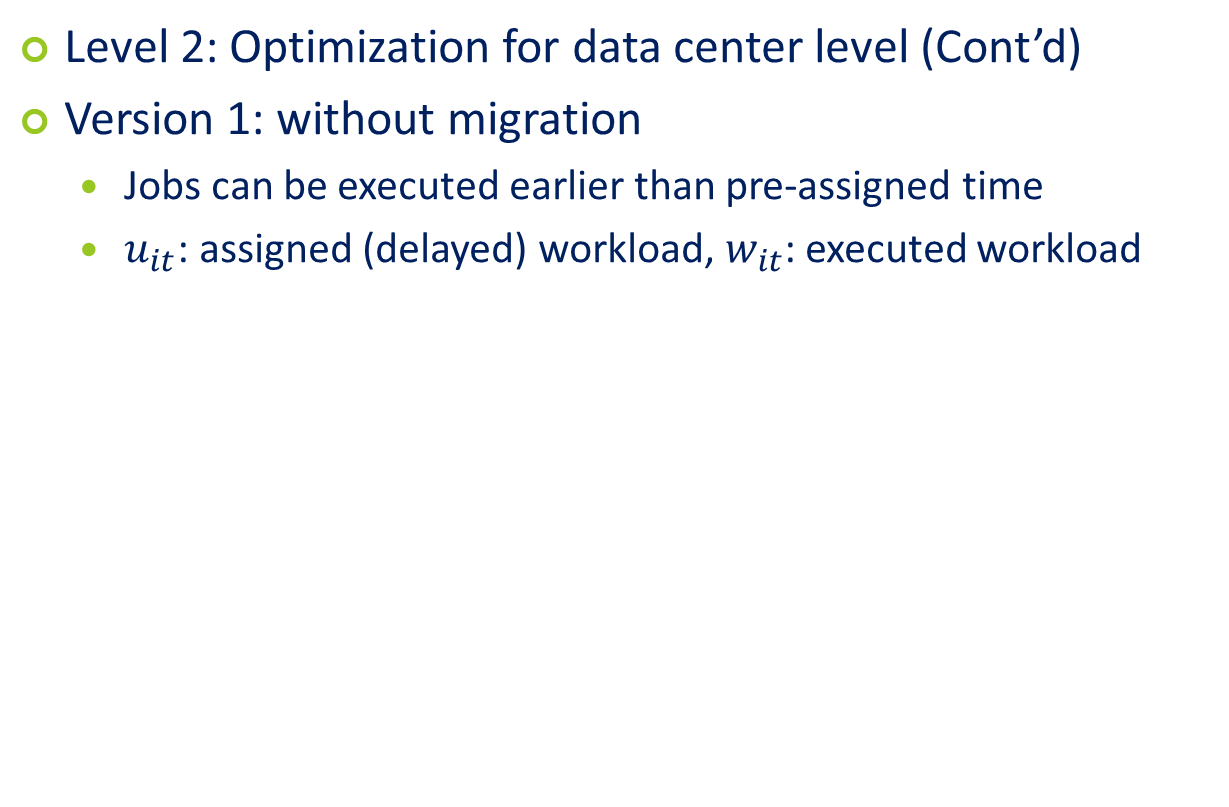 Level 2: Optimization for data center level (Cont’d)
Version 1: without migration
Jobs can be executed earlier than pre-assigned time
𝑢𝑖𝑡: assigned (delayed) workload, 𝑤𝑖𝑡: executed workload